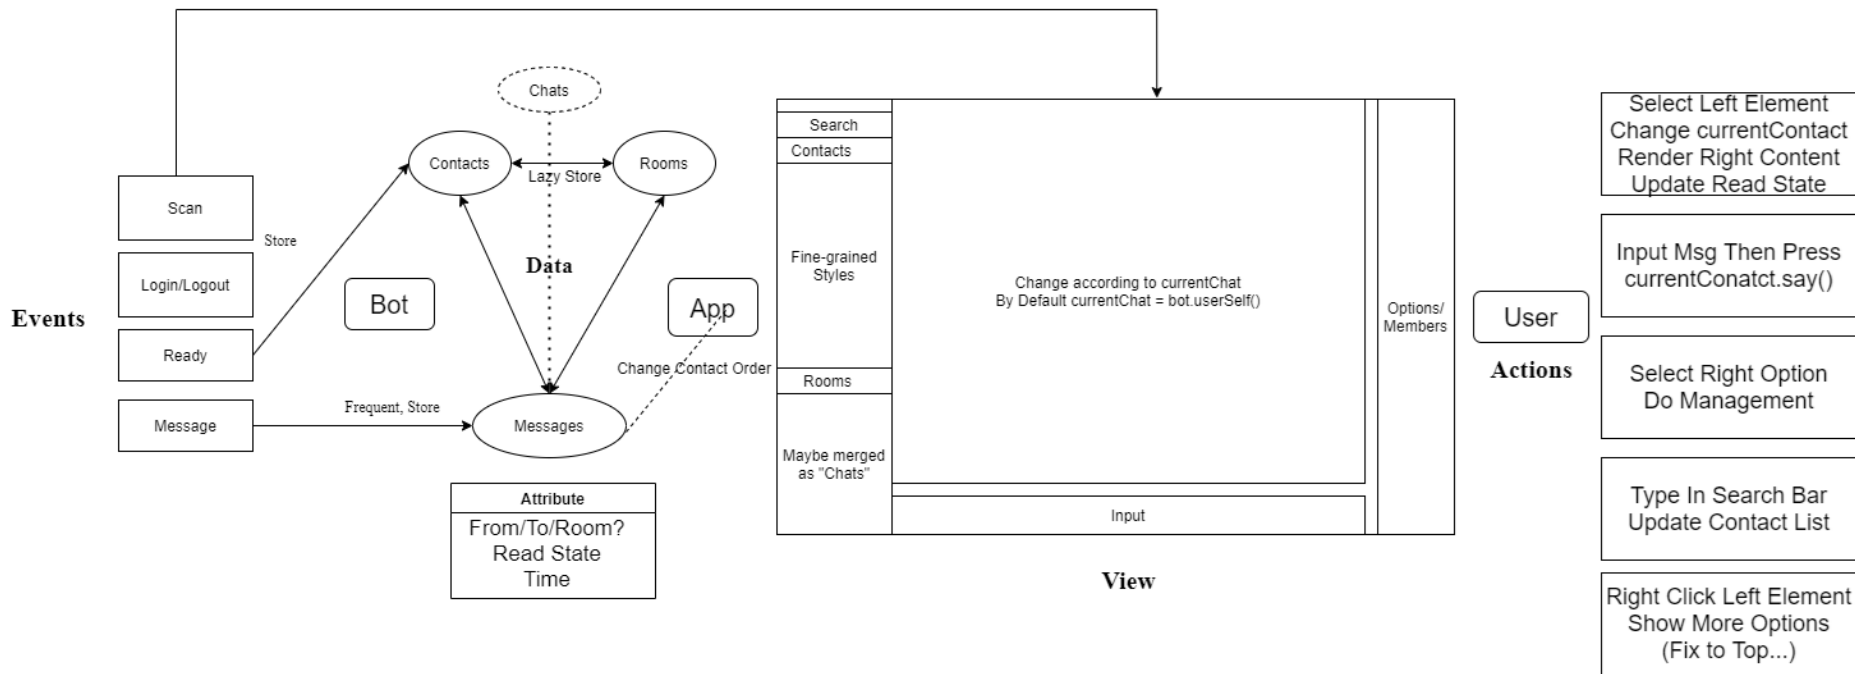 Events
Scan
Login/Logout
Ready
Message
Store
Frequent, Store
Bot
Chats
Contacts
Rooms
Lazy Store
Data
Messages
App
Change Contact Order
Attribute
From/To/Room?
Read State
Time
Search
Contacts
Fine-grained
Styles
Rooms
Maybe merged
as "Chats"
Change according to currentChat
By Default currentChat = bot.userSelf()
Input
Options/
Members
View
User
Actions
Select Left Element
Change currentContact
Render Right Content
Update Read State
Input Msg Then Press
currentConatct.say()
Select Right Option
Do Management
Type In Search Bar
Update Contact List
Right Click Left Element
Show More Options
(Fix to Top...)